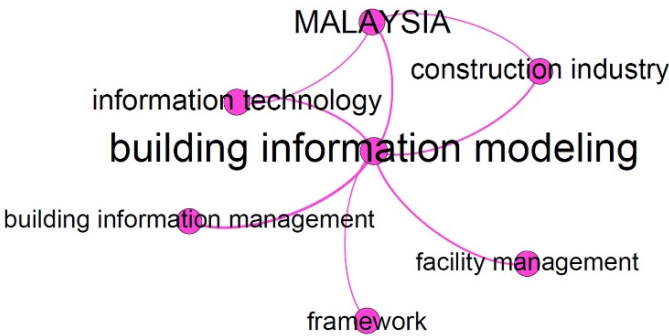 MALAYSIA
construction industry
information technology
building information modeling
building information management
facility management
framework